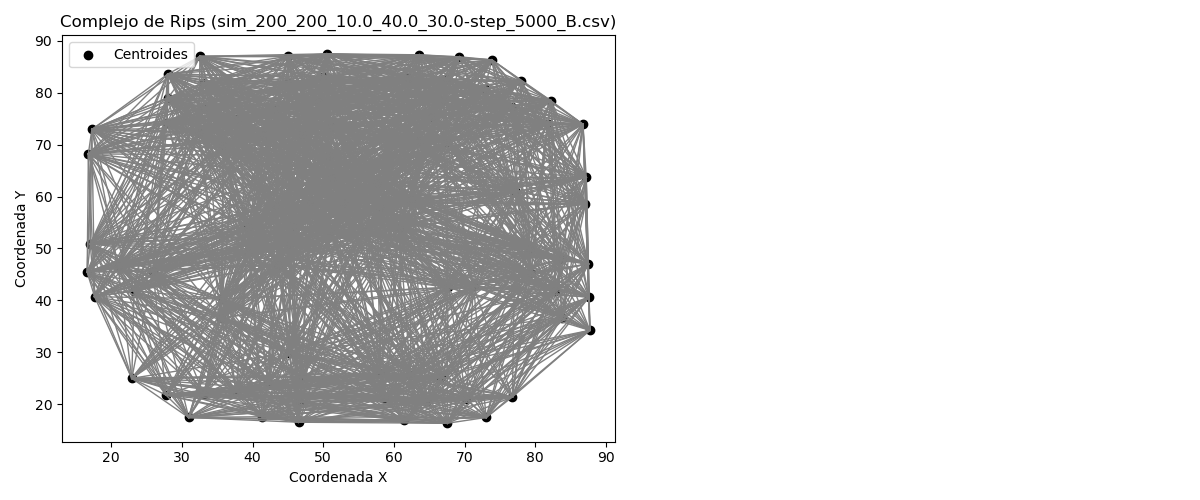 Complejo de Rips (sim_200_200_10.0_40.0_30.0-step_5000_B.csv)
Centroides
90
80
70
60
50
40
30
20
Coordenada Y
20 30 40 50 60 70 80 90
Coordenada X